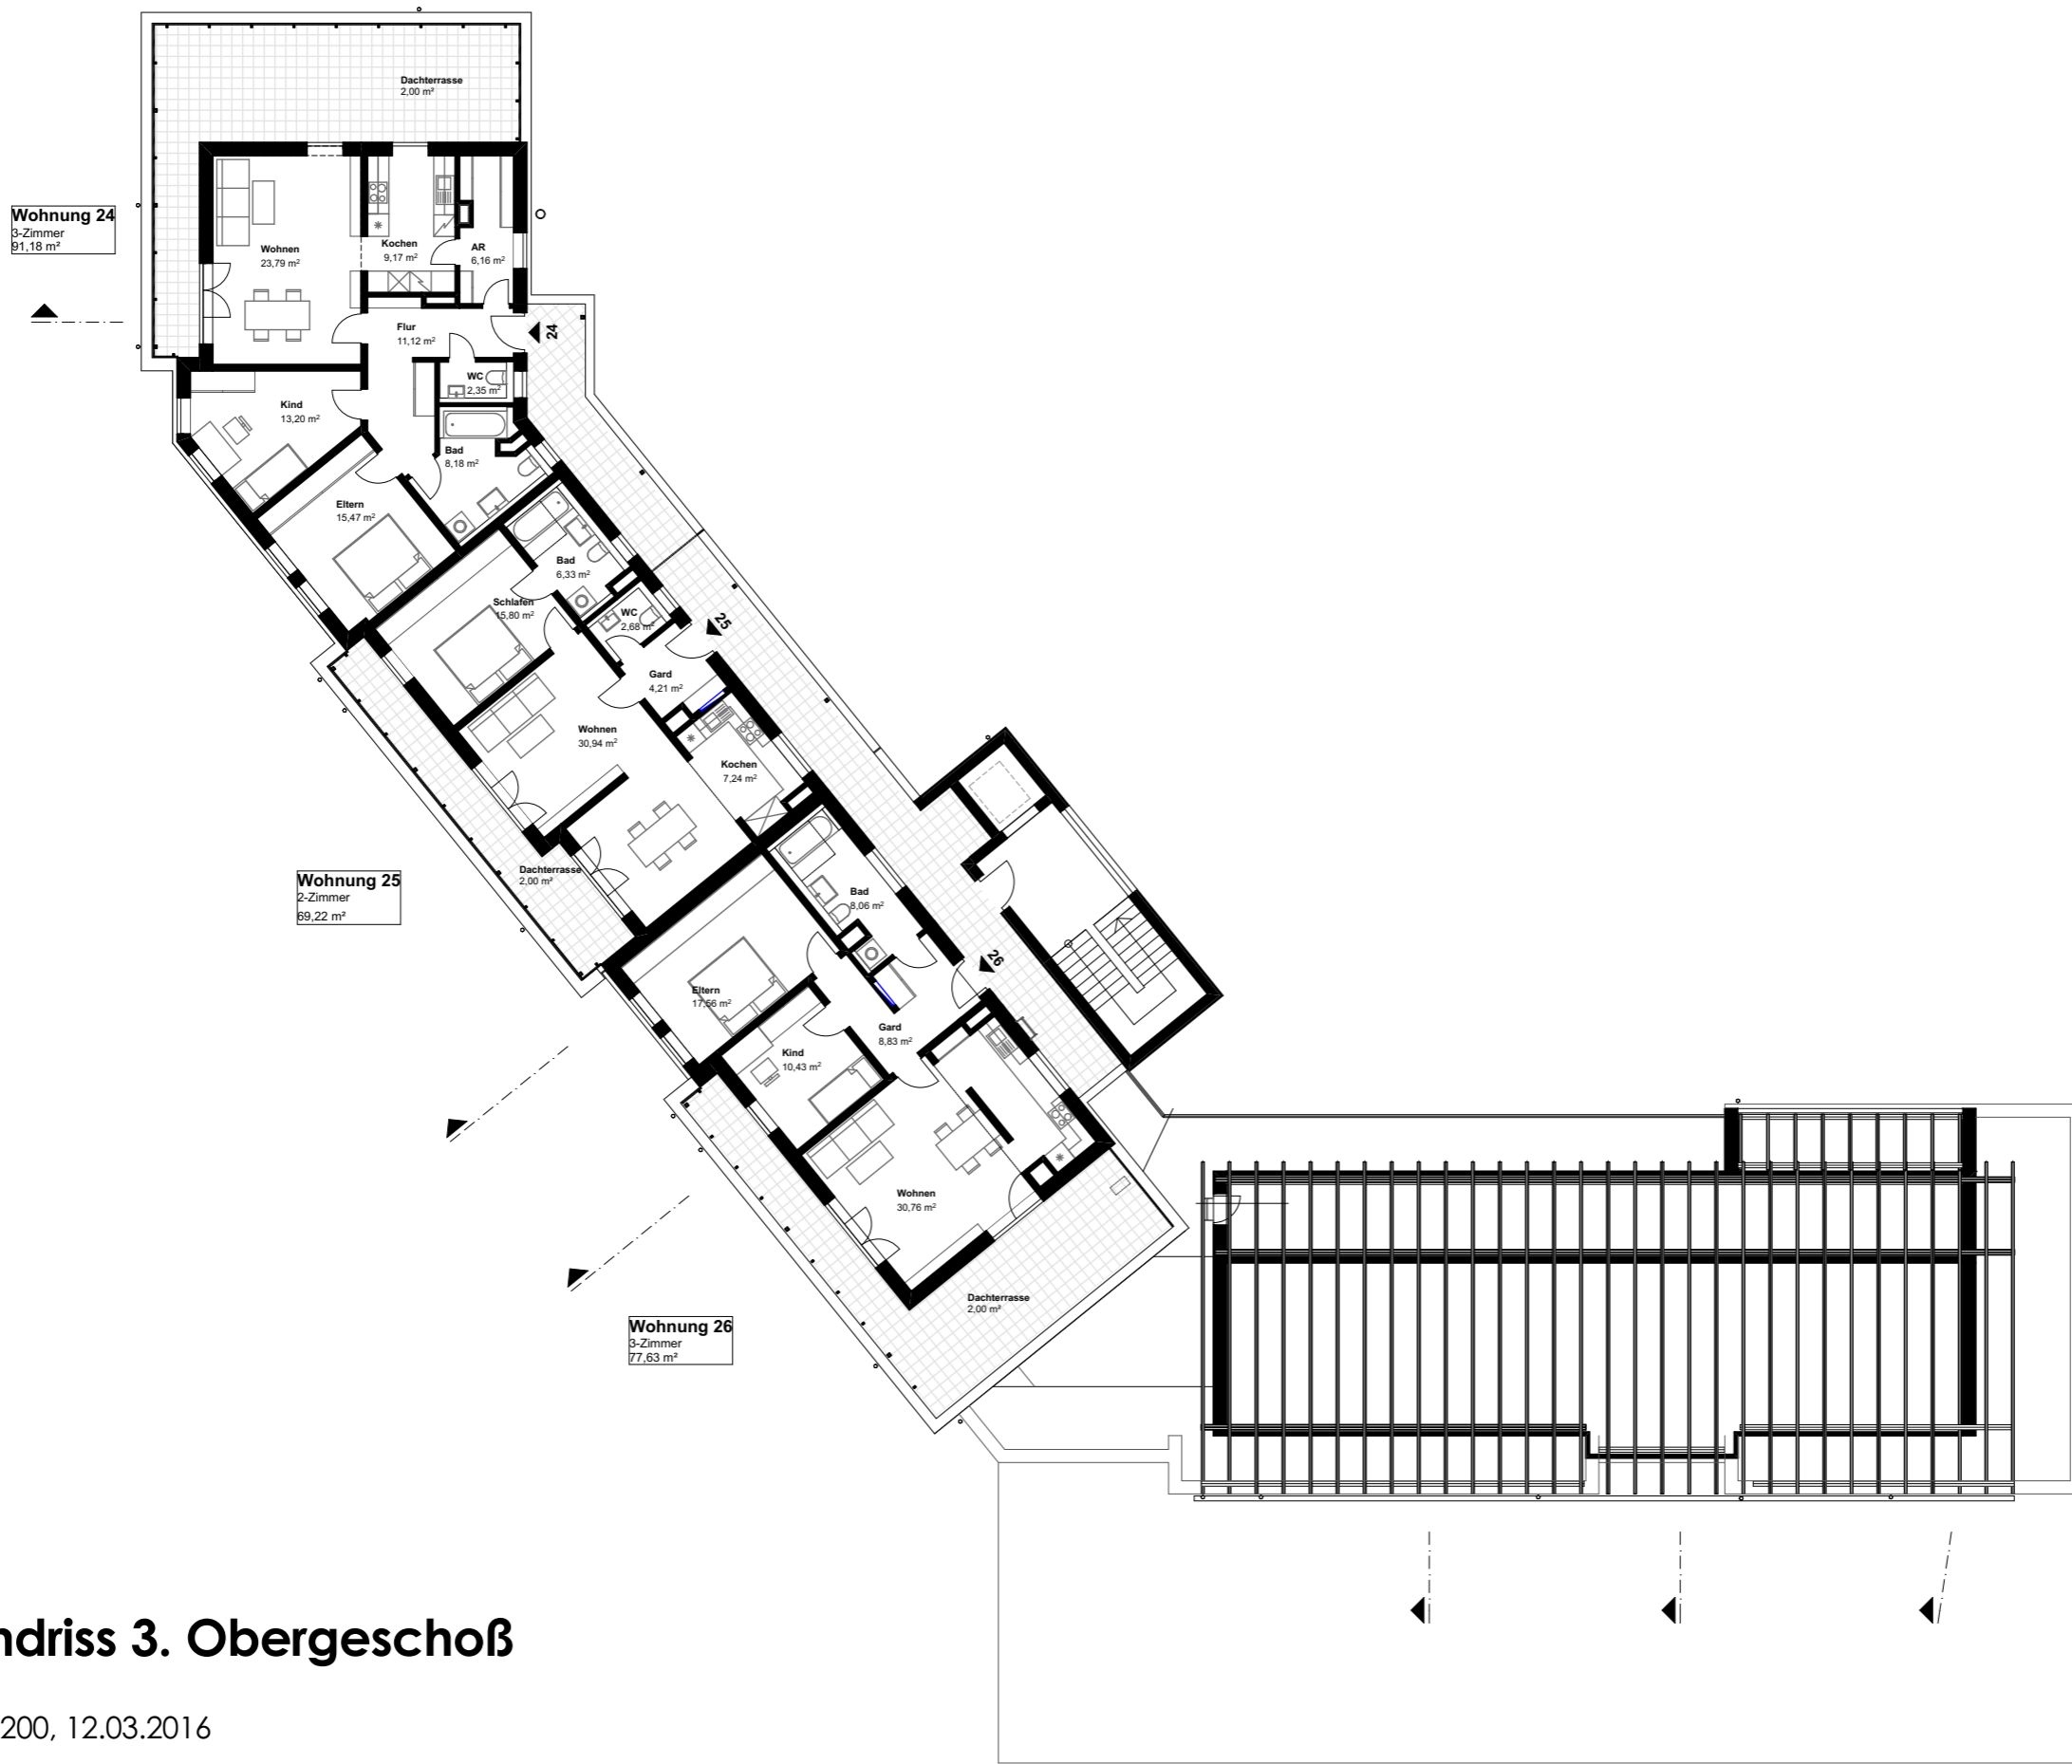 Dachterrasse
2,00 m²
Wohnung 24
3-Zimmer
91,18 m²
Wohnen
23,79 m²
Kochen
9,17 m²
AR
6,16 m²
Flur
11,12 m²
24
WC
2,35 m²
Kind
13,20 m²
Bad
8,18 m²
Eltern
15,47 m²
Bad
6,33 m²
Schlafen
15,80 m²
WC
2,68 m²
25
Gard
4,21 m²
Wohnen
30,94 m²
Kochen
7,24 m²
Dachterrasse
2,00 m²
Wohnung 25
2-Zimmer
69,22 m²
Bad
8,06 m²
26
Eltern
17,56 m²
Gard
8,83 m²
Kind
10,43 m²
Wohnen
30,76 m²
Dachterrasse
2,00 m²
Wohnung 26
3-Zimmer
77,63 m²
ndriss 3. Obergeschoß
200, 12.03.2016